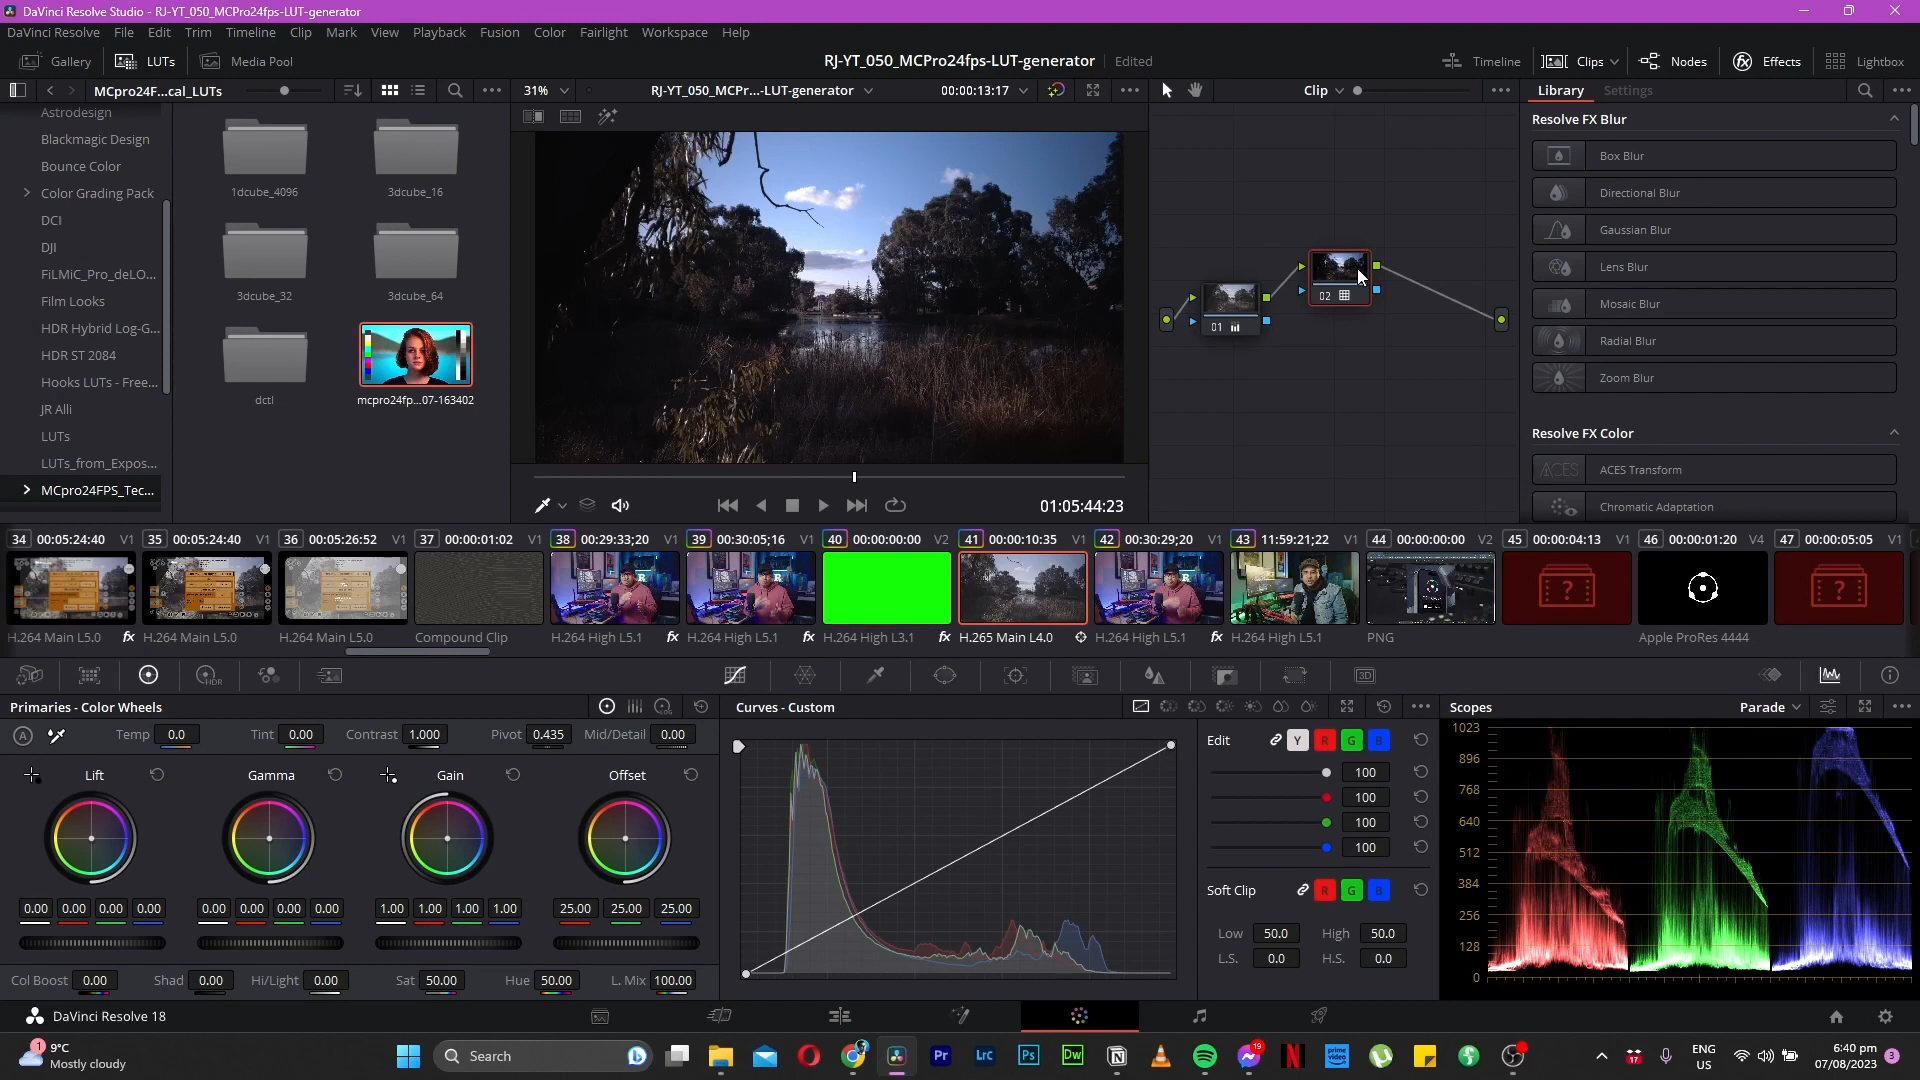 DaVinci Resolve Studio - RJ-YT_050_MCPro24fps-LUT-generator
DaVinci Resolve File Edit Trim Timeline Clip Mark View Playback Fusion Color Fairlight Workspace Help
Gallery LUTs Media Pool RJ-YT_050_MCPro24fps-LUT-generator Edited Timeline Clips Nodes Effects Lightbox
MCpro24F...cal_LUTs 31% RJ-YT_050_MCPr...-LUT-generator 00:00:13:17 Clip Library Settings
Astrodesign
Blackmagic Design
Bounce Color
Color Grading Pack
DCI
DJI
FiLMiC_Pro_deLO...
Film Looks
HDR Hybrid Log-G...
HDR ST 2084
Hooks LUTs - Free...
JR Alli
LUTs
LUTs_from_Expos...
MCpro24FPS_Tec...
1dcube_4096 3dcube_16
3dcube_32 3dcube_64
dctl mcpro24fp...07-163402
01:05:44:23
01
02
Resolve FX Blur
Box Blur
Directional Blur
Gaussian Blur
Lens Blur
Mosaic Blur
Radial Blur
Zoom Blur
Resolve FX Color
ACES ACES Transform
Chromatic Adaptation
34 00:05:24:40 V1 35 00:05:24:40 V1 36 00:05:26:52 V1 37 00:00:01:02 V1 38 00:29:33;20 V1 39 00:30:05;16 V1 40 00:00:00:00 V2 41 00:00:10:35 V1 42 00:30:29;20 V1 43 11:59:21;22 V1 44 00:00:00:00 V2 45 00:00:04:13 V1 46 00:00:01:20 V4 47 00:00:05:05 V1
H.264 Main L5.0 fx H.264 Main L5.0 H.264 Main L5.0 Compound Clip H.264 High L5.1 fx H.264 High L5.1 fx H.264 High L3.1 fx H.265 Main L4.0 H.264 High L5.1 fx H.264 High L5.1 PNG Apple ProRes 4444
HDR 3D
Primaries - Color Wheels
A Temp 0.0 Tint 0.00 Contrast 1.000 Pivot 0.435 Mid/Detail 0.00
Lift Gamma Gain Offset
0.00 0.00 0.00 0.00 0.00 0.00 0.00 0.00 1.00 1.00 1.00 1.00 25.00 25.00 25.00
Col Boost 0.00 Shad 0.00 Hi/Light 0.00 Sat 50.00 Hue 50.00 L. Mix 100.00
Curves - Custom
Edit Y R G B
100
100
100
100
Soft Clip R G B
Low 50.0 High 50.0
L.S. 0.0 H.S. 0.0
Scopes Parade
1023
896
768
640
512
384
256
128
0
DaVinci Resolve 18
1 9°C
Mostly cloudy
Search
Pr Lrc Ps Dw N
19
prime video
17
ENG
US
6:40 pm
07/08/2023
3